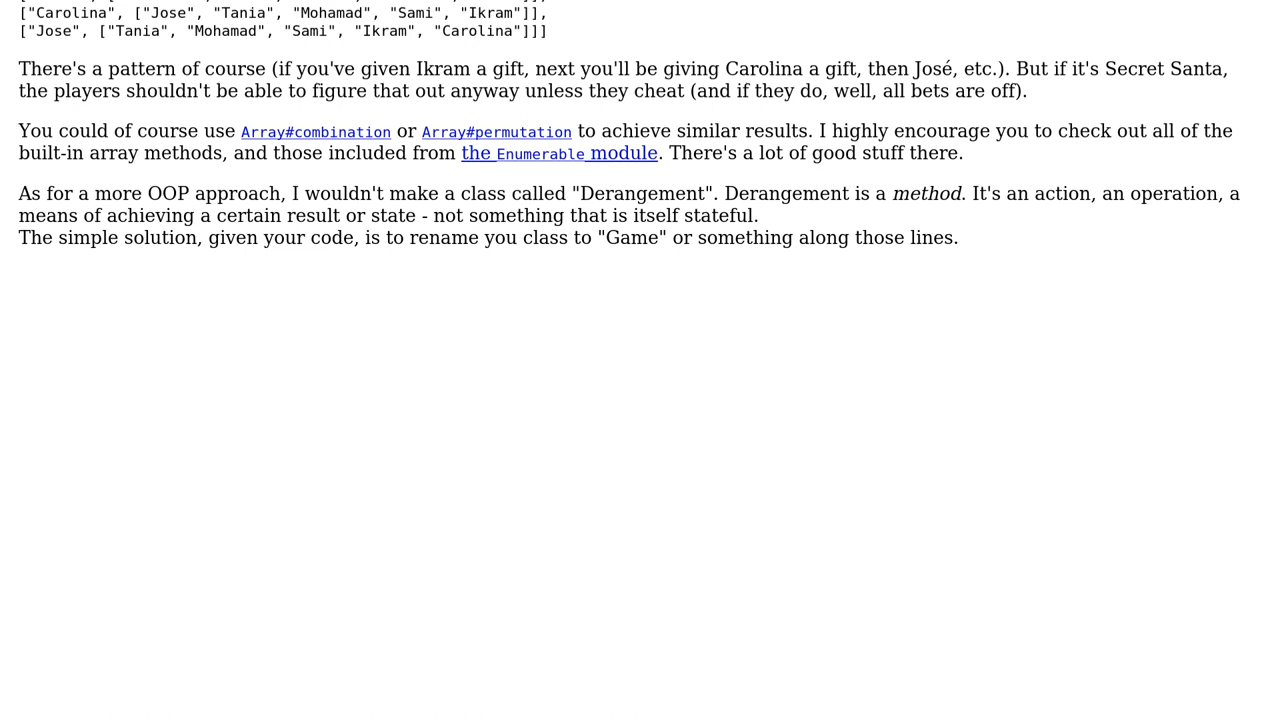 ["Carolina", ["Jose", "Tania", "Mohamad", "Sami", "Ikram"]],
["Jose", ["Tania", "Mohamad", "Sami", "Ikram", "Carolina"]]]
There's a pattern of course (if you've given Ikram a gift, next you'll be giving Carolina a gift, then José, etc.). But if it's Secret Santa,
the players shouldn't be able to figure that out anyway unless they cheat (and if they do, well, all bets are off).
You could of course use Array#combination or Array#permutation to achieve similar results. I highly encourage you to check out all of the
built-in array methods, and those included from the Enumerable module. There's a lot of good stuff there.
As for a more OOP approach, I wouldn't make a class called "Derangement". Derangement is a method. It's an action, an operation, a
means of achieving a certain result or state - not something that is itself stateful.
The simple solution, given your code, is to rename you class to "Game" or something along those lines.